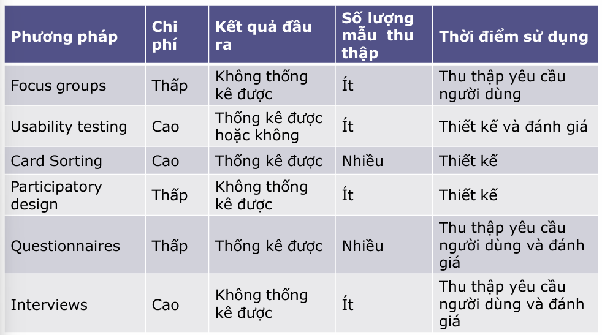 Phương pháp | Chi phí | Kết quả đầu ra | Số lượng mẫu thu thập | Thời điểm sử dụng
Focus groups | Thấp | Không thống kê được | Ít | Thu thập yêu cầu người dùng
Usability testing | Cao | Thống kê được hoặc không | Ít | Thiết kế và đánh giá
Card Sorting | Cao | Thống kê được | Nhiều | Thiết kế
Participatory design | Thấp | Không thống kê được | Ít | Thiết kế
Questionnaires | Thấp | Thống kê được | Nhiều | Thu thập yêu cầu người dùng và đánh giá
Interviews | Cao | Không thống kê được | Ít | Thu thập yêu cầu người dùng và đánh giá